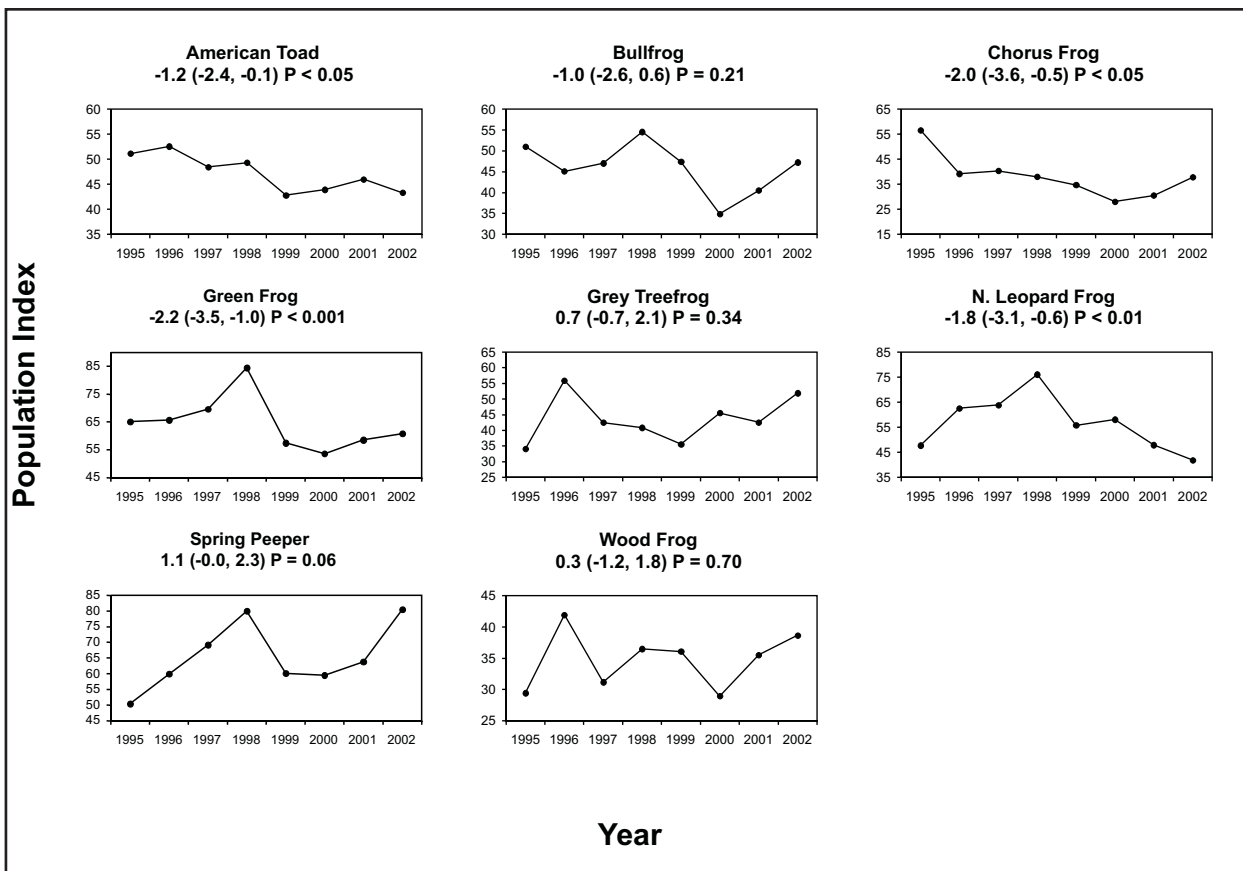 Population Index
American Toad
-1.2 (-2.4, -0.1) P < 0.05
60
55
50
45
40
35
1995 1996 1997 1998 1999 2000 2001 2002
Bullfrog
-1.0 (-2.6, 0.6) P = 0.21
60
55
50
45
40
35
30
1995 1996 1997 1998 1999 2000 2001 2002
Chorus Frog
-2.0 (-3.6, -0.5) P < 0.05
65
55
45
35
25
15
1995 1996 1997 1998 1999 2000 2001 2002
Green Frog
-2.2 (-3.5, -1.0) P < 0.001
85
75
65
55
45
1995 1996 1997 1998 1999 2000 2001 2002
Grey Treefrog
0.7 (-0.7, 2.1) P = 0.34
65
60
55
50
45
40
35
30
25
1995 1996 1997 1998 1999 2000 2001 2002
N. Leopard Frog
-1.8 (-3.1, -0.6) P < 0.01
85
75
65
55
45
35
1995 1996 1997 1998 1999 2000 2001 2002
Spring Peeper
1.1 (-0.0, 2.3) P = 0.06
85
80
75
70
65
60
55
50
45
1995 1996 1997 1998 1999 2000 2001 2002
Wood Frog
0.3 (-1.2, 1.8) P = 0.70
45
40
35
30
25
1995 1996 1997 1998 1999 2000 2001 2002
Year